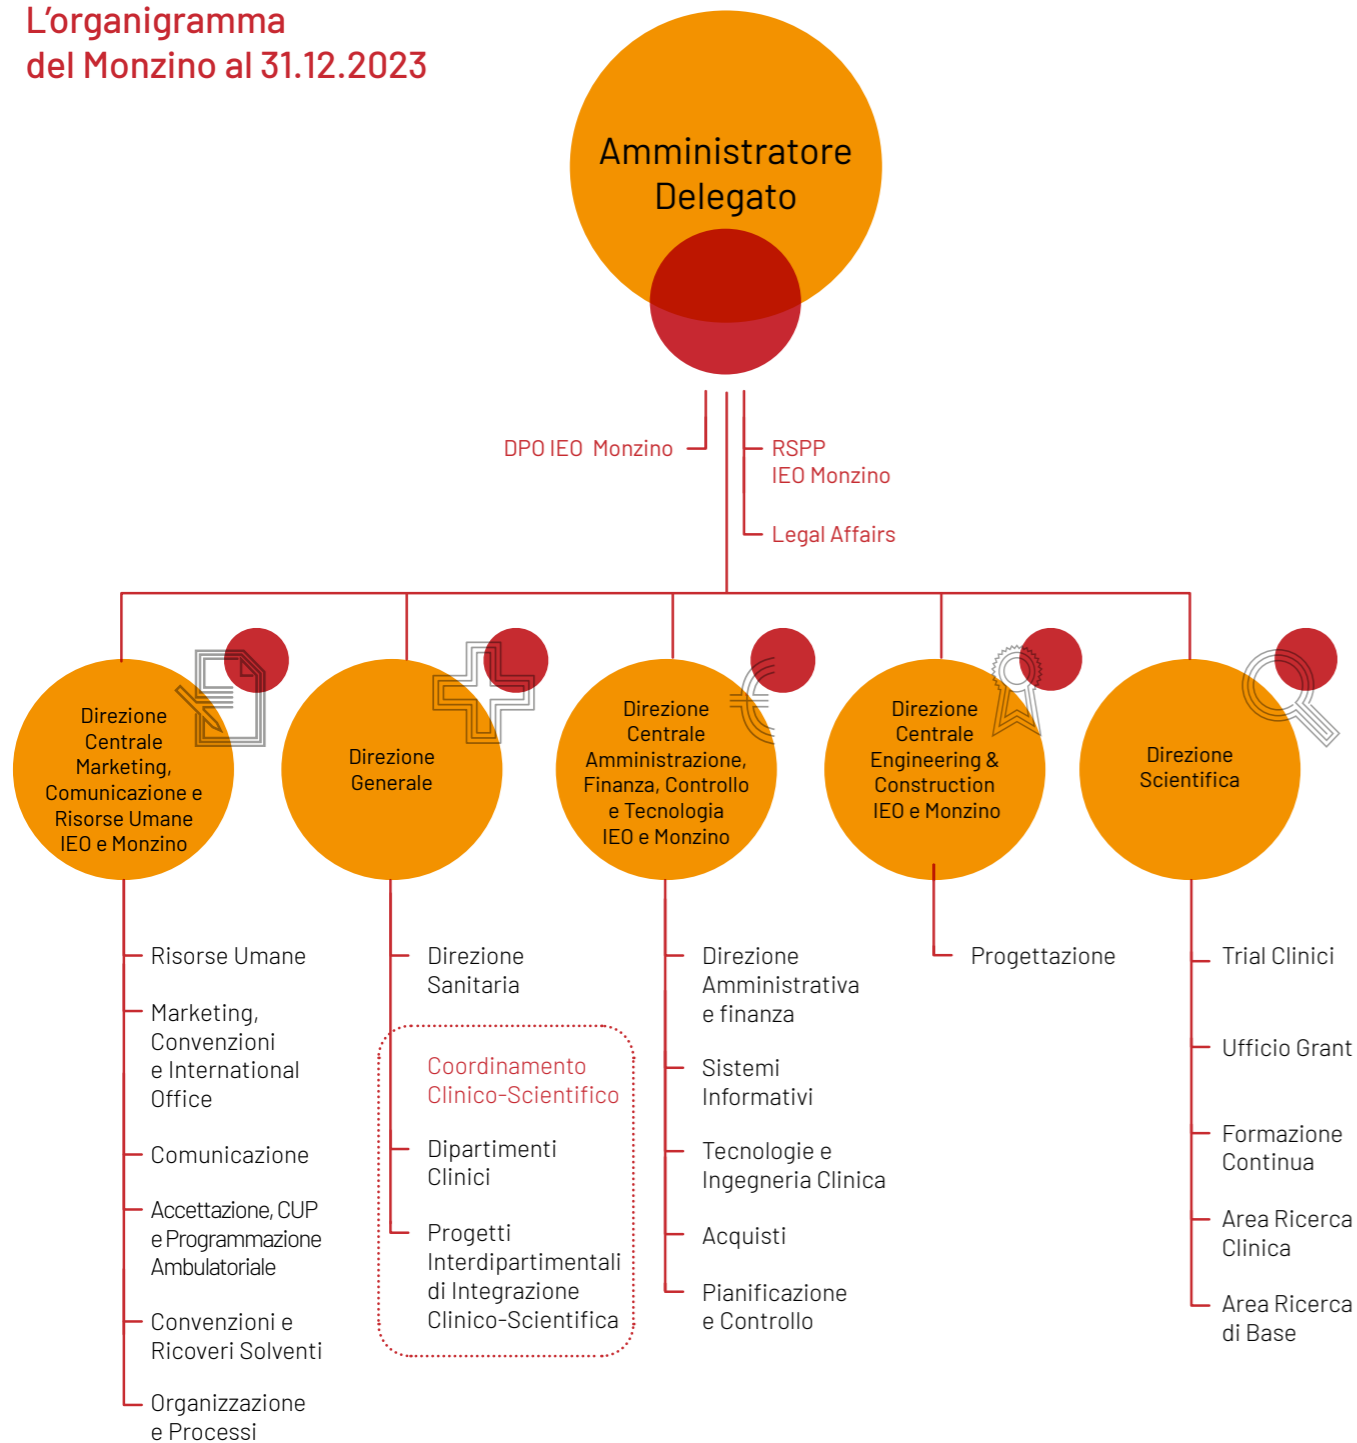 L'organigramma
del Monzino al 31.12.2023
Amministratore
Delegato
DPO IEO Monzino
RSPP
IEO Monzino
Legal Affairs
Direzione
Centrale
Marketing,
Comunicazione e
Risorse Umane
IEO e Monzino
Direzione
Generale
Direzione
Centrale
Amministrazione,
Finanza, Controllo
e Tecnologia
IEO e Monzino
Direzione
Centrale
Engineering &
Construction
IEO e Monzino
Direzione
Scientifica
Risorse Umane
Marketing,
Convenzioni
e International
Office
Comunicazione
Accettazione, CUP
e Programmazione
Ambulatoriale
Convenzioni e
Ricoveri Solventi
Organizzazione
e Processi
Direzione
Sanitaria
Coordinamento
Clinico-Scientifico
Dipartimenti
Clinici
Progetti
Interdipartimentali
di Integrazione
Clinico-Scientifica
Direzione
Amministrativa
e finanza
Sistemi
Informativi
Tecnologie e
Ingegneria Clinica
Acquisti
Pianificazione
e Controllo
Progettazione
Trial Clinici
Ufficio Grant
Formazione
Continua
Area Ricerca
Clinica
Area Ricerca
di Base